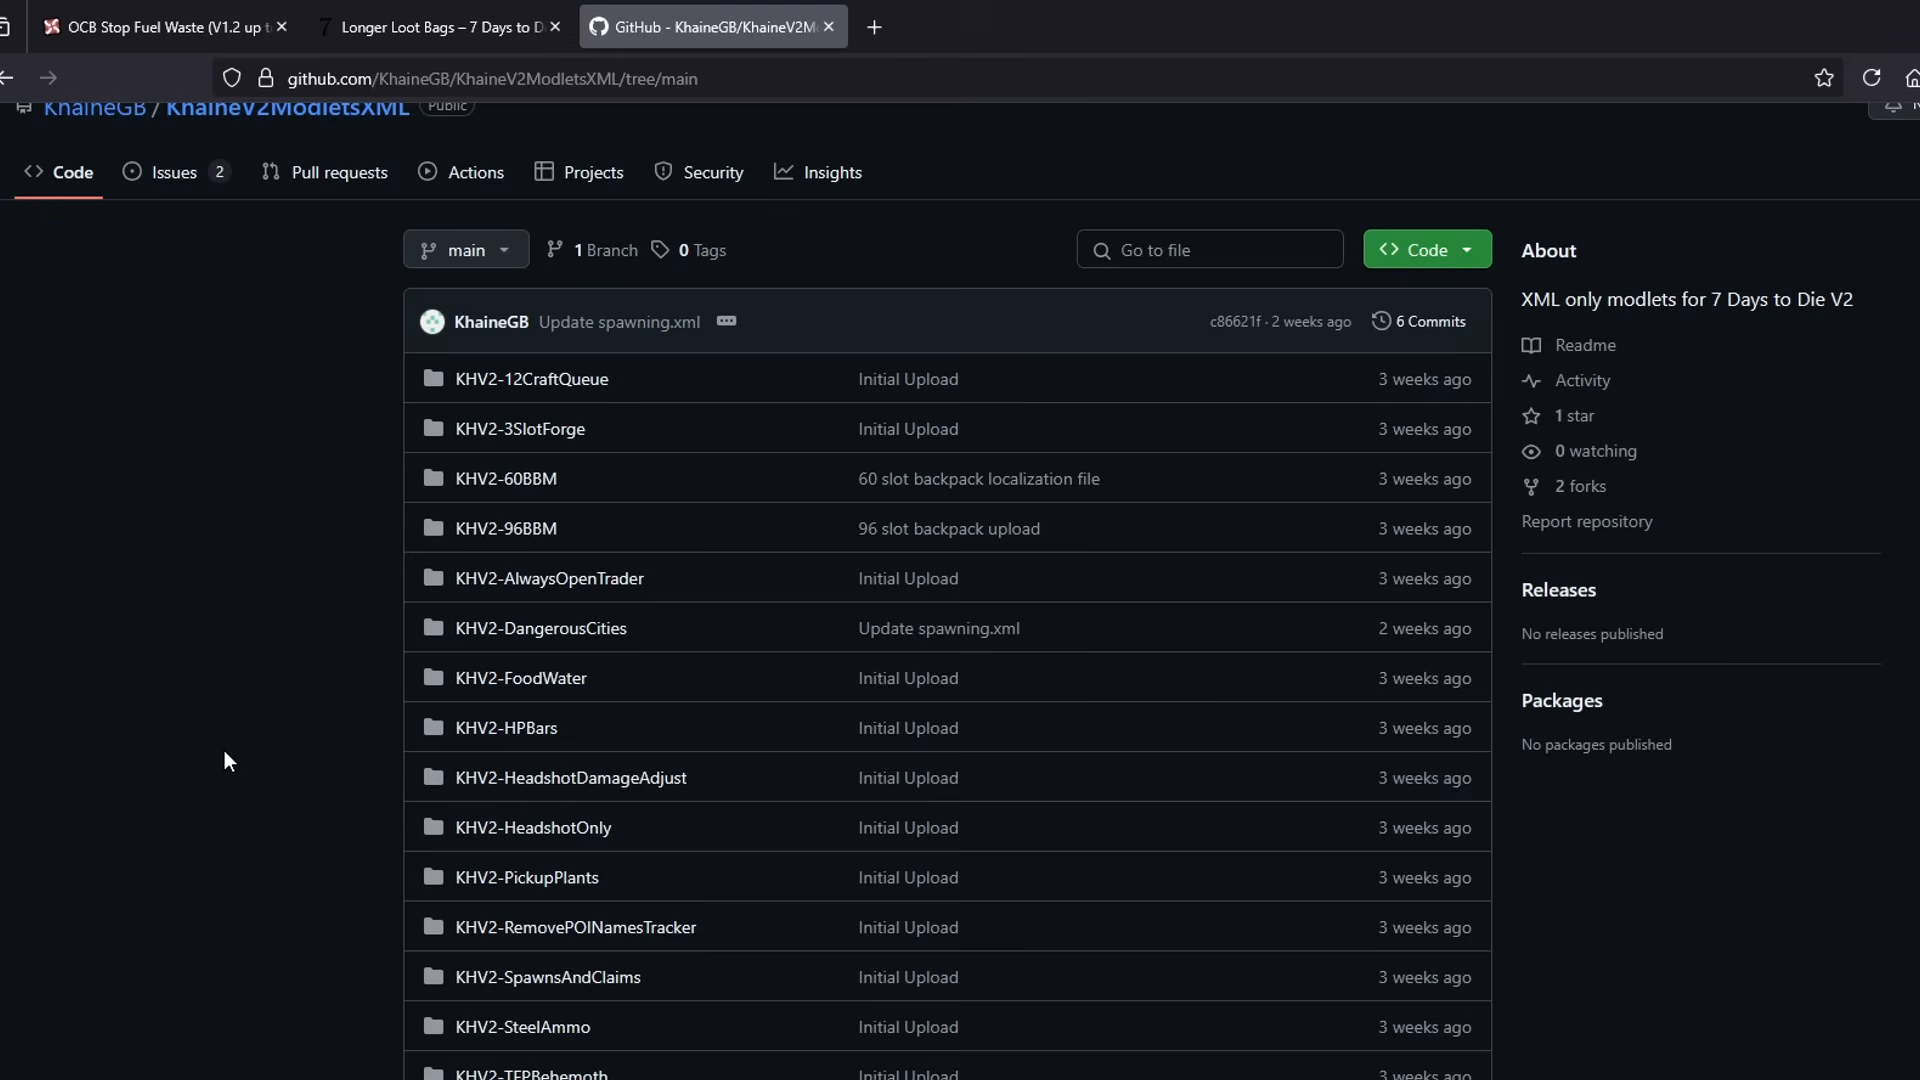 OCB Stop Fuel Waste (V1.2 up to
Longer Loot Bags – 7 Days to D
GitHub - KhaineGB/KhaineV2M
github.com/KhaineGB/KhaineV2ModletsXML/tree/main
KhaineGB / KhaineV2ModletsXML Public
Code
Issues 2
Pull requests
Actions
Projects
Security
Insights
main
1 Branch
0 Tags
Go to file
Code
KhaineGB Update spawning.xml
c86621f · 2 weeks ago
6 Commits
KHV2-12CraftQueue Initial Upload 3 weeks ago
KHV2-3SlotForge Initial Upload 3 weeks ago
KHV2-60BBM 60 slot backpack localization file 3 weeks ago
KHV2-96BBM 96 slot backpack upload 3 weeks ago
KHV2-AlwaysOpenTrader Initial Upload 3 weeks ago
KHV2-DangerousCities Update spawning.xml 2 weeks ago
KHV2-FoodWater Initial Upload 3 weeks ago
KHV2-HPBars Initial Upload 3 weeks ago
KHV2-HeadshotDamageAdjust Initial Upload 3 weeks ago
KHV2-HeadshotOnly Initial Upload 3 weeks ago
KHV2-PickupPlants Initial Upload 3 weeks ago
KHV2-RemovePOINamesTracker Initial Upload 3 weeks ago
KHV2-SpawnsAndClaims Initial Upload 3 weeks ago
KHV2-SteelAmmo Initial Upload 3 weeks ago
KHV2-TFPBehemoth Initial Upload 3 weeks ago
About
XML only modlets for 7 Days to Die V2
Readme
Activity
1 star
0 watching
2 forks
Report repository
Releases
No releases published
Packages
No packages published